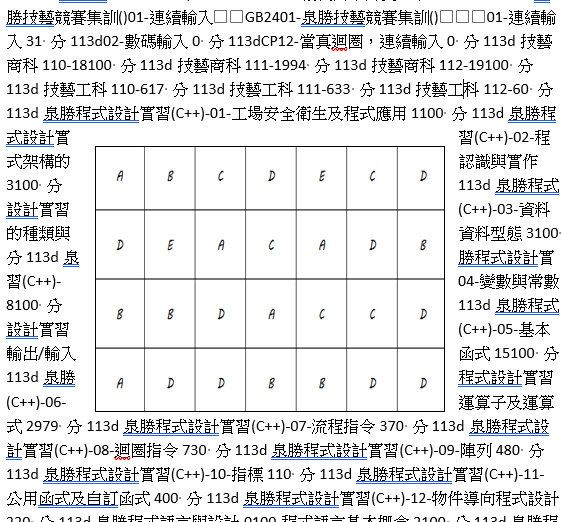 勝技藝競賽集訓()01-連續輸入□□GB2401-泉勝技藝競賽集訓()□□□01-連續輸
入 31· 分 113d02-數碼輸入 0· 分 113dCP12-當真迴圈，連續輸入 0· 分 113d 技藝
商科 110-18100· 分 113d 技藝商科 111-1994· 分 113d 技藝商科 112-19100· 分
113d 技藝工科 110-617· 分 113d 技藝工科 111-633· 分 113d 技藝工科 112-60· 分
113d 泉勝程式設計實習(C++)-01-工場安全衛生及程式應用 1100· 分 113d 泉勝程
式設計實 習(C++)-02-程
式架構的 認識與實作
3100· 分 113d 泉勝程式
設計實習 (C++)-03-資料
的種類與 資料型態 3100·
分 113d 泉 勝程式設計實
習(C++)- 04-變數與常數
8100· 分 113d 泉勝程式
設計實習 (C++)-05-基本
輸出/輸入 函式 15100· 分
113d 泉勝 程式設計實習
(C++)-06- 運算子及運算
A B C D E C D
D E A C A D B
B B D A C C D
A D D B B D D
式 2979· 分 113d 泉勝程式設計實習(C++)-07-流程指令 370· 分 113d 泉勝程式設
計實習(C++)-08-迴圈指令 730· 分 113d 泉勝程式設計實習(C++)-09-陣列 480· 分
113d 泉勝程式設計實習(C++)-10-指標 110· 分 113d 泉勝程式設計實習(C++)-11-
公用函式及自訂函式 400· 分 113d 泉勝程式設計實習(C++)-12-物件導向程式設計